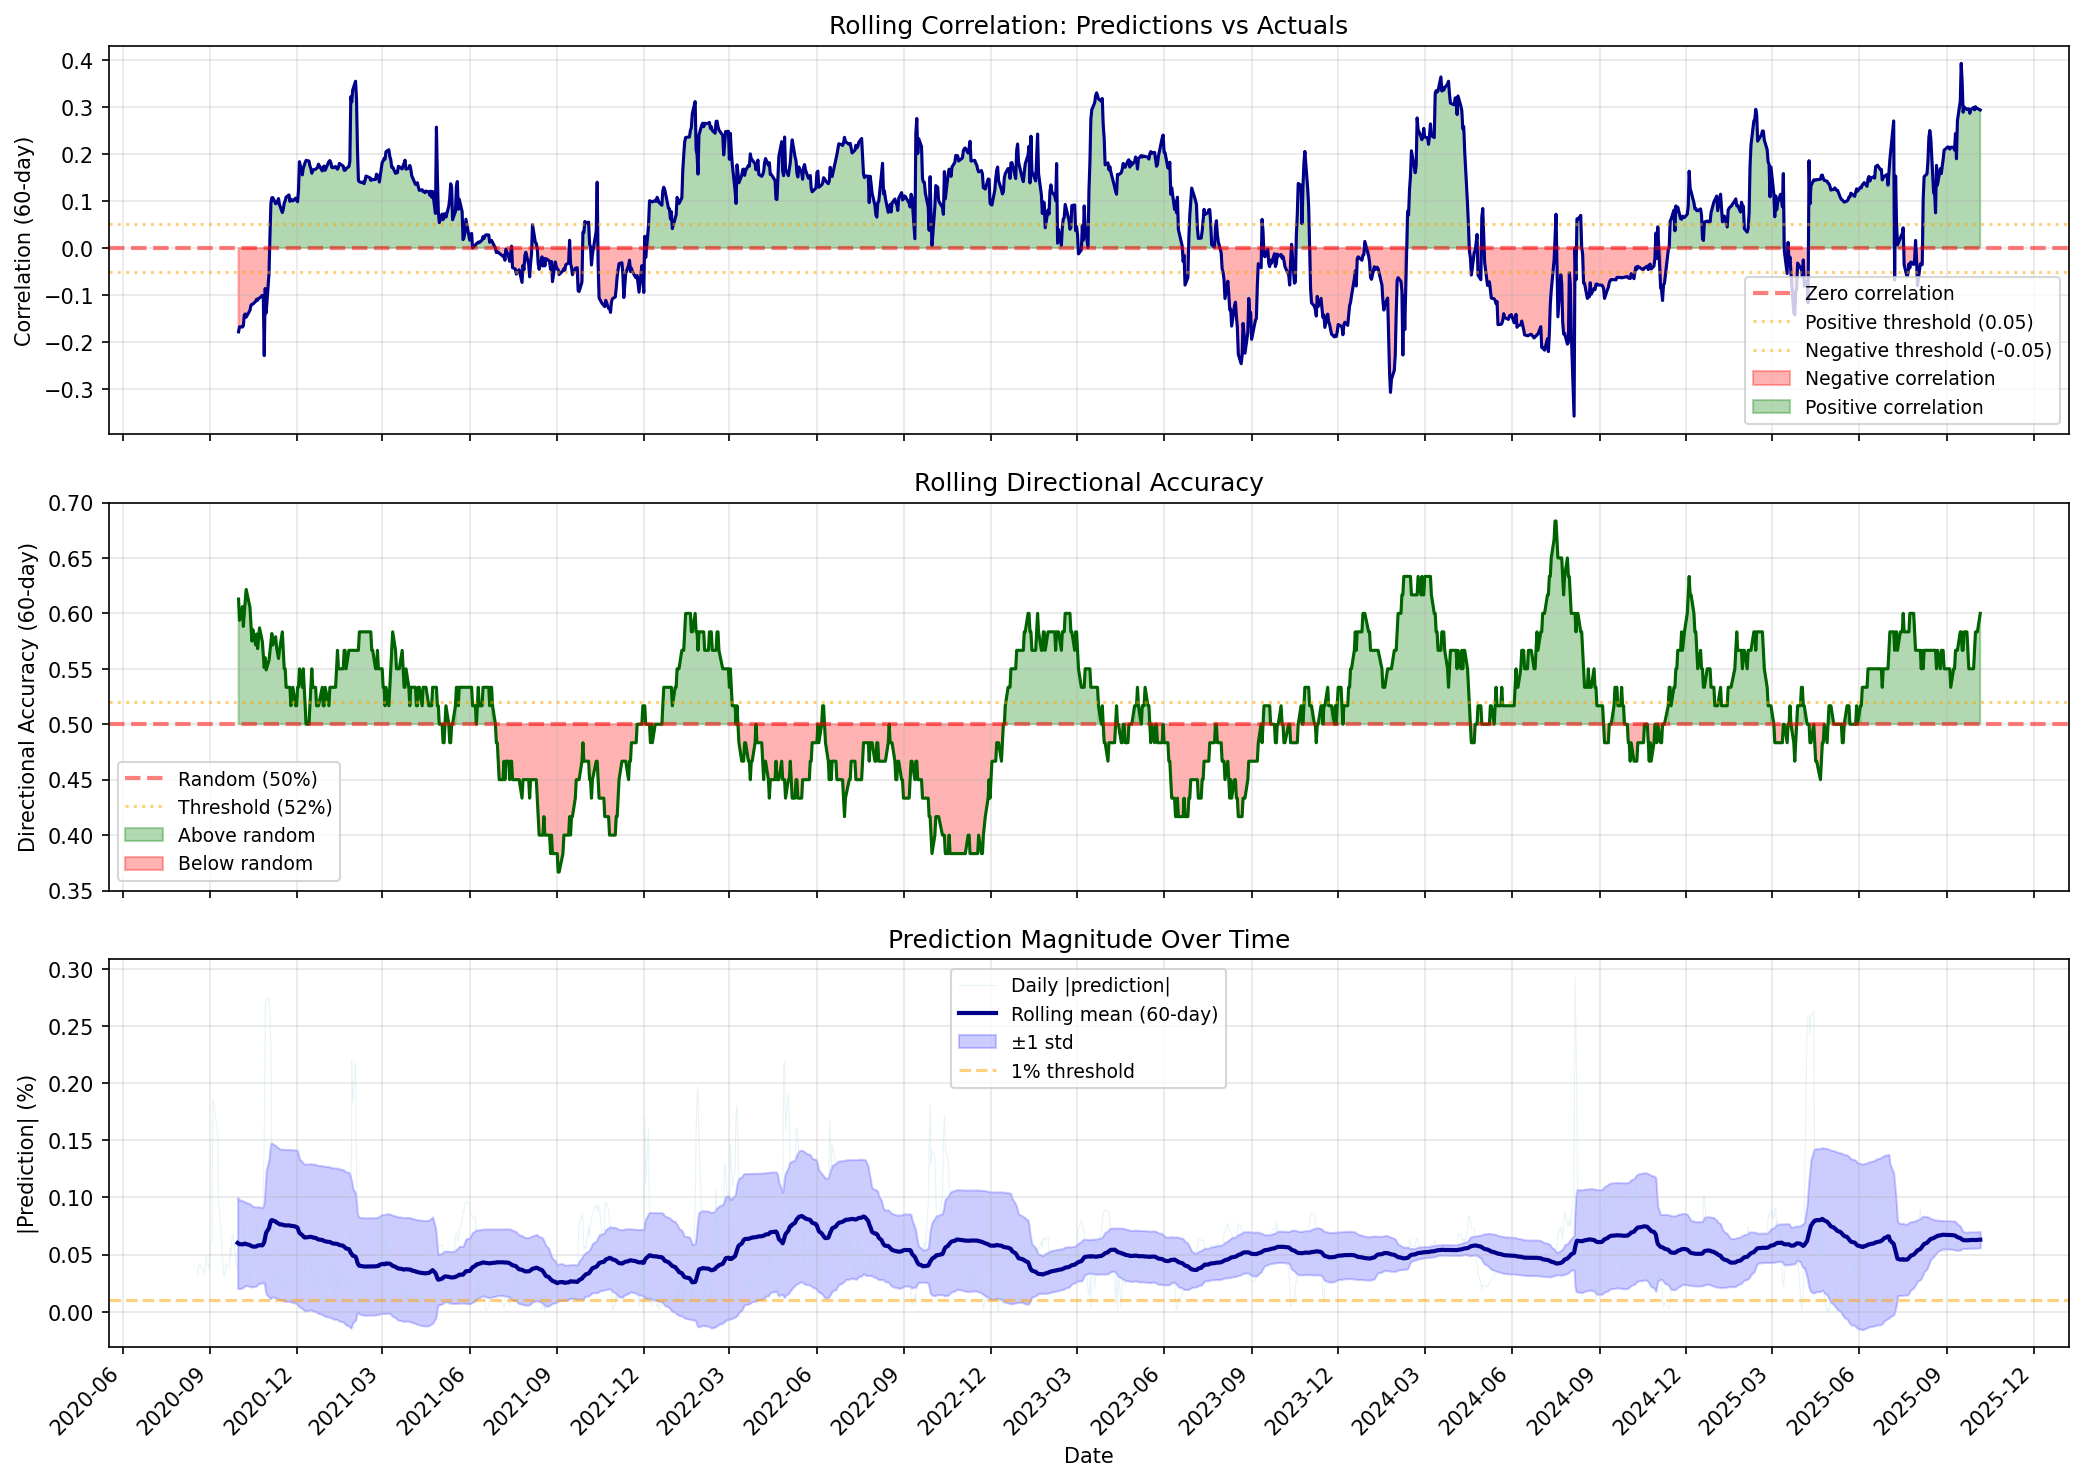 Rolling Correlation: Predictions vs Actuals
Correlation (60-day)
0.4
0.3
0.2
0.1
0.0
−0.1
−0.2
−0.3
Zero correlation
Positive threshold (0.05)
Negative threshold (-0.05)
Negative correlation
Positive correlation
Rolling Directional Accuracy
Directional Accuracy (60-day)
0.70
0.65
0.60
0.55
0.50
0.45
0.40
0.35
Random (50%)
Threshold (52%)
Above random
Below random
Prediction Magnitude Over Time
|Prediction| (%)
0.30
0.25
0.20
0.15
0.10
0.05
0.00
Daily |prediction|
Rolling mean (60-day)
±1 std
1% threshold
2020-06
2020-09
2020-12
2021-03
2021-06
2021-09
2021-12
2022-03
2022-06
2022-09
2022-12
2023-03
2023-06
2023-09
2023-12
2024-03
2024-06
2024-09
2024-12
2025-03
2025-06
2025-09
2025-12
Date